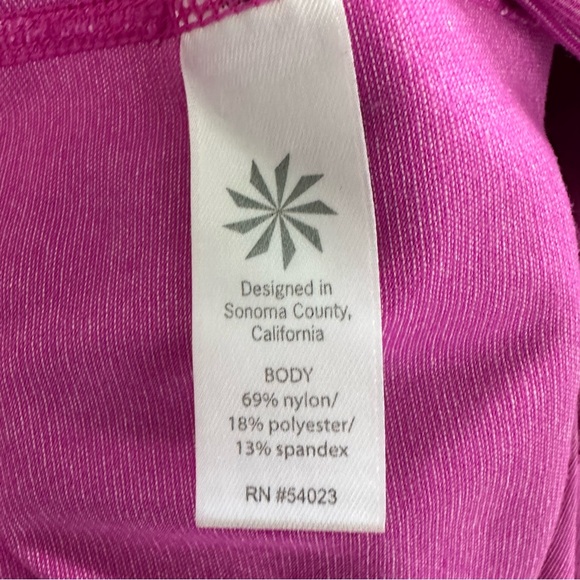 Designed in
Sonoma County,
California
BODY
69% nylon/
18% polyester/
13% spandex
RN #54023